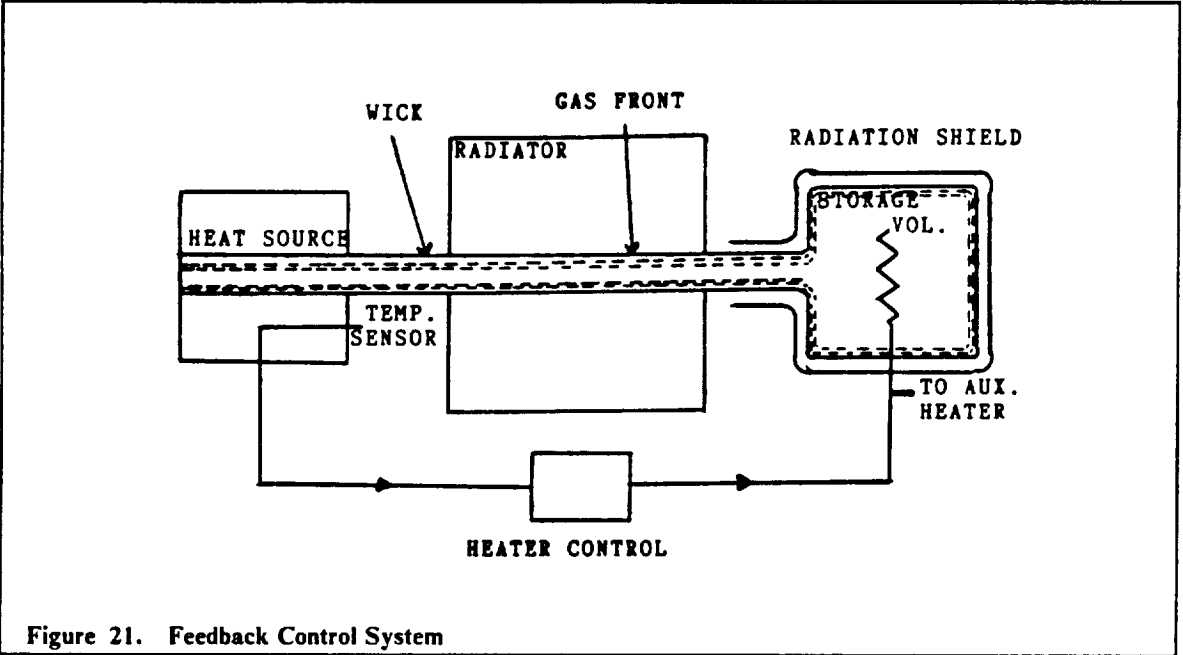 WICK
GAS FRONT
RADIATION SHIELD
RADIATOR
STORAGE
VOL.
HEAT SOURCE
TEMP.
SENSOR
TO AUX.
HEATER
HEATER CONTROL
Figure 21. Feedback Control System